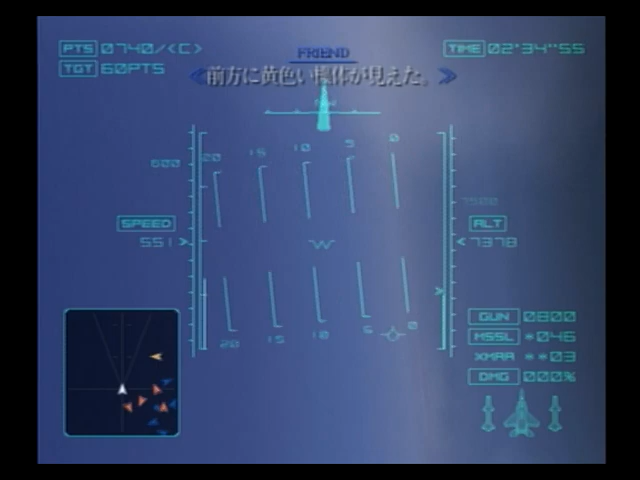 PTS 0740/<C>
TGT 60PTS
FRIEND
TIME 02'34"55
<<前方に黄色い機体が見えた。>>
600
20 15 10 5 0
7500
SPEED
551
ALT
7378
20 15 10 5 0
GUN 0800
MSSL *046
XMAA **03
DMG 000%